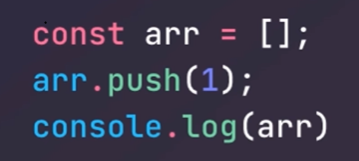 const arr = [];
arr.push(1);
console.log(arr)